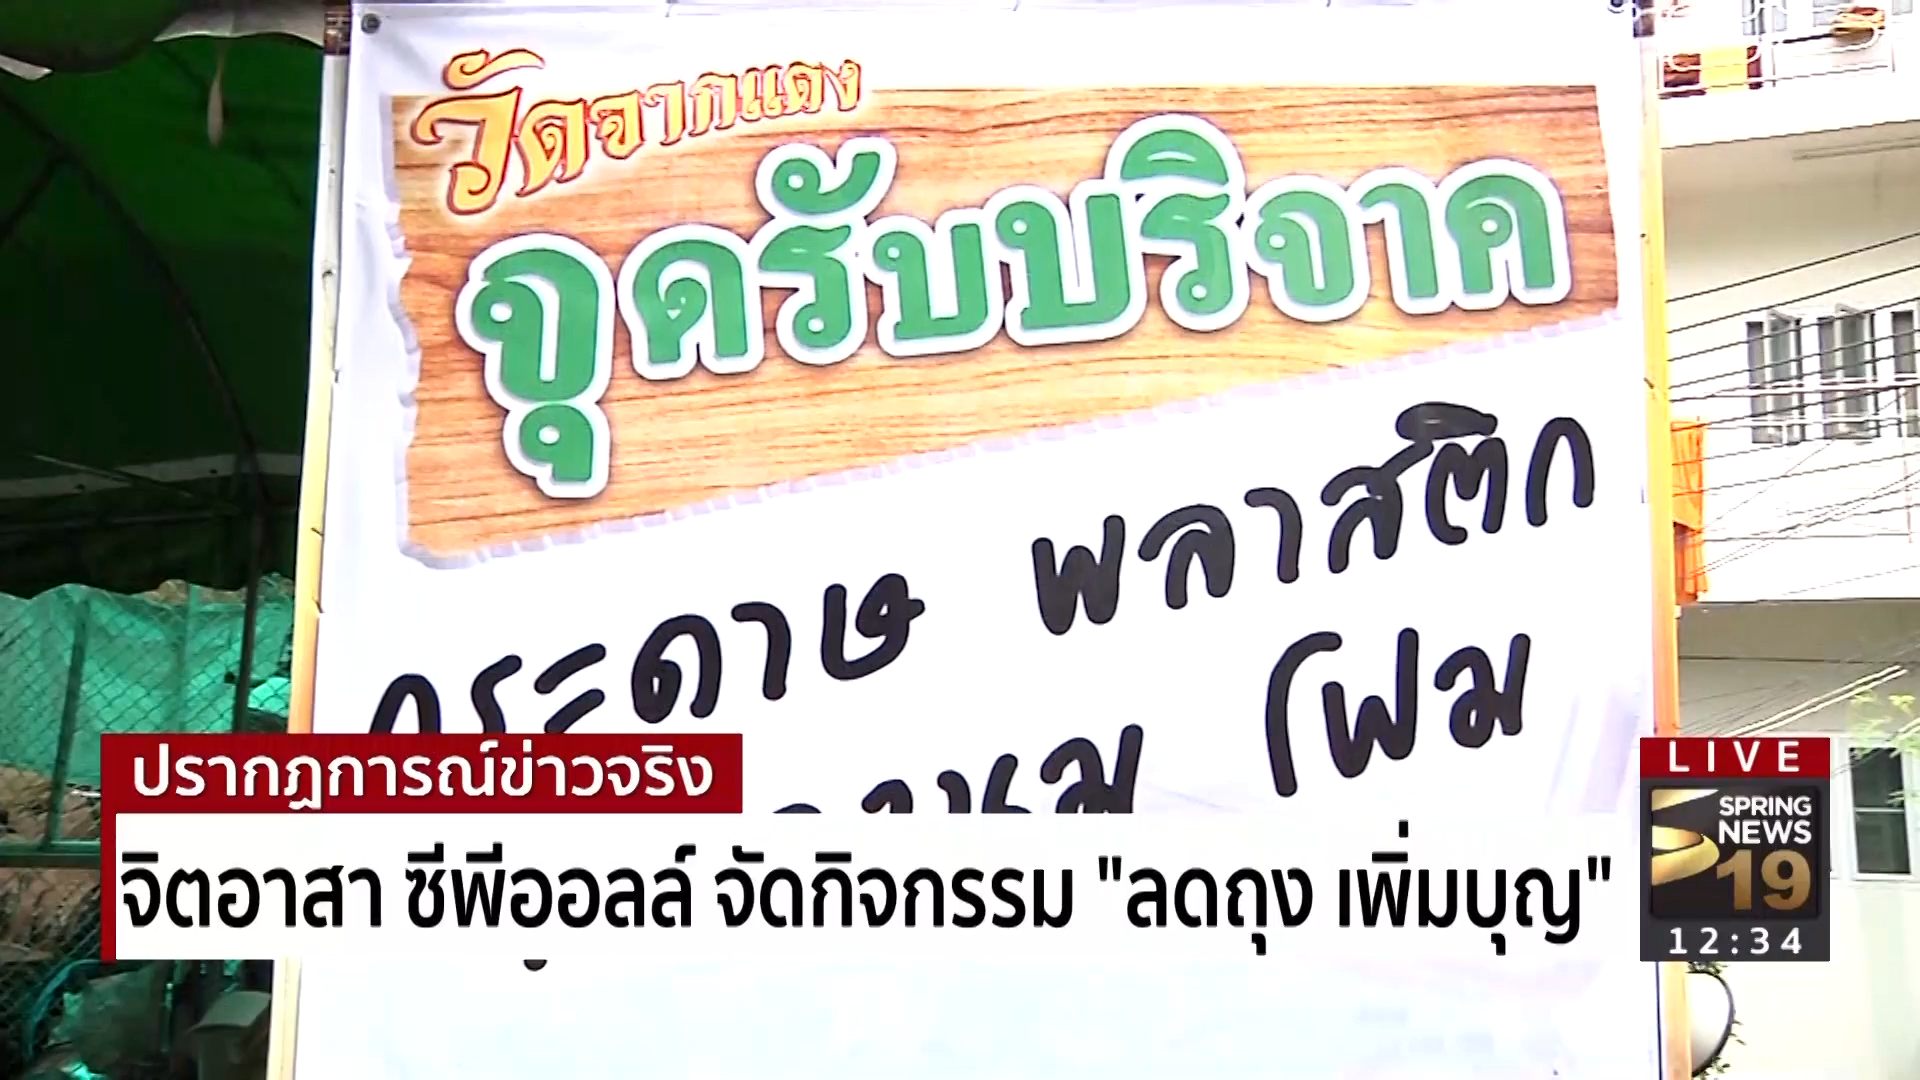 วัดจากแดง
จุดรับบริจาค
กระดาษ พลาสติก
โฟม
ปรากฏการณ์ข่าวจริง
จิตอาสา ซีพีออลล์ จัดกิจกรรม "ลดถุง เพิ่มบุญ"
LIVE
SPRING
NEWS
19
12:34